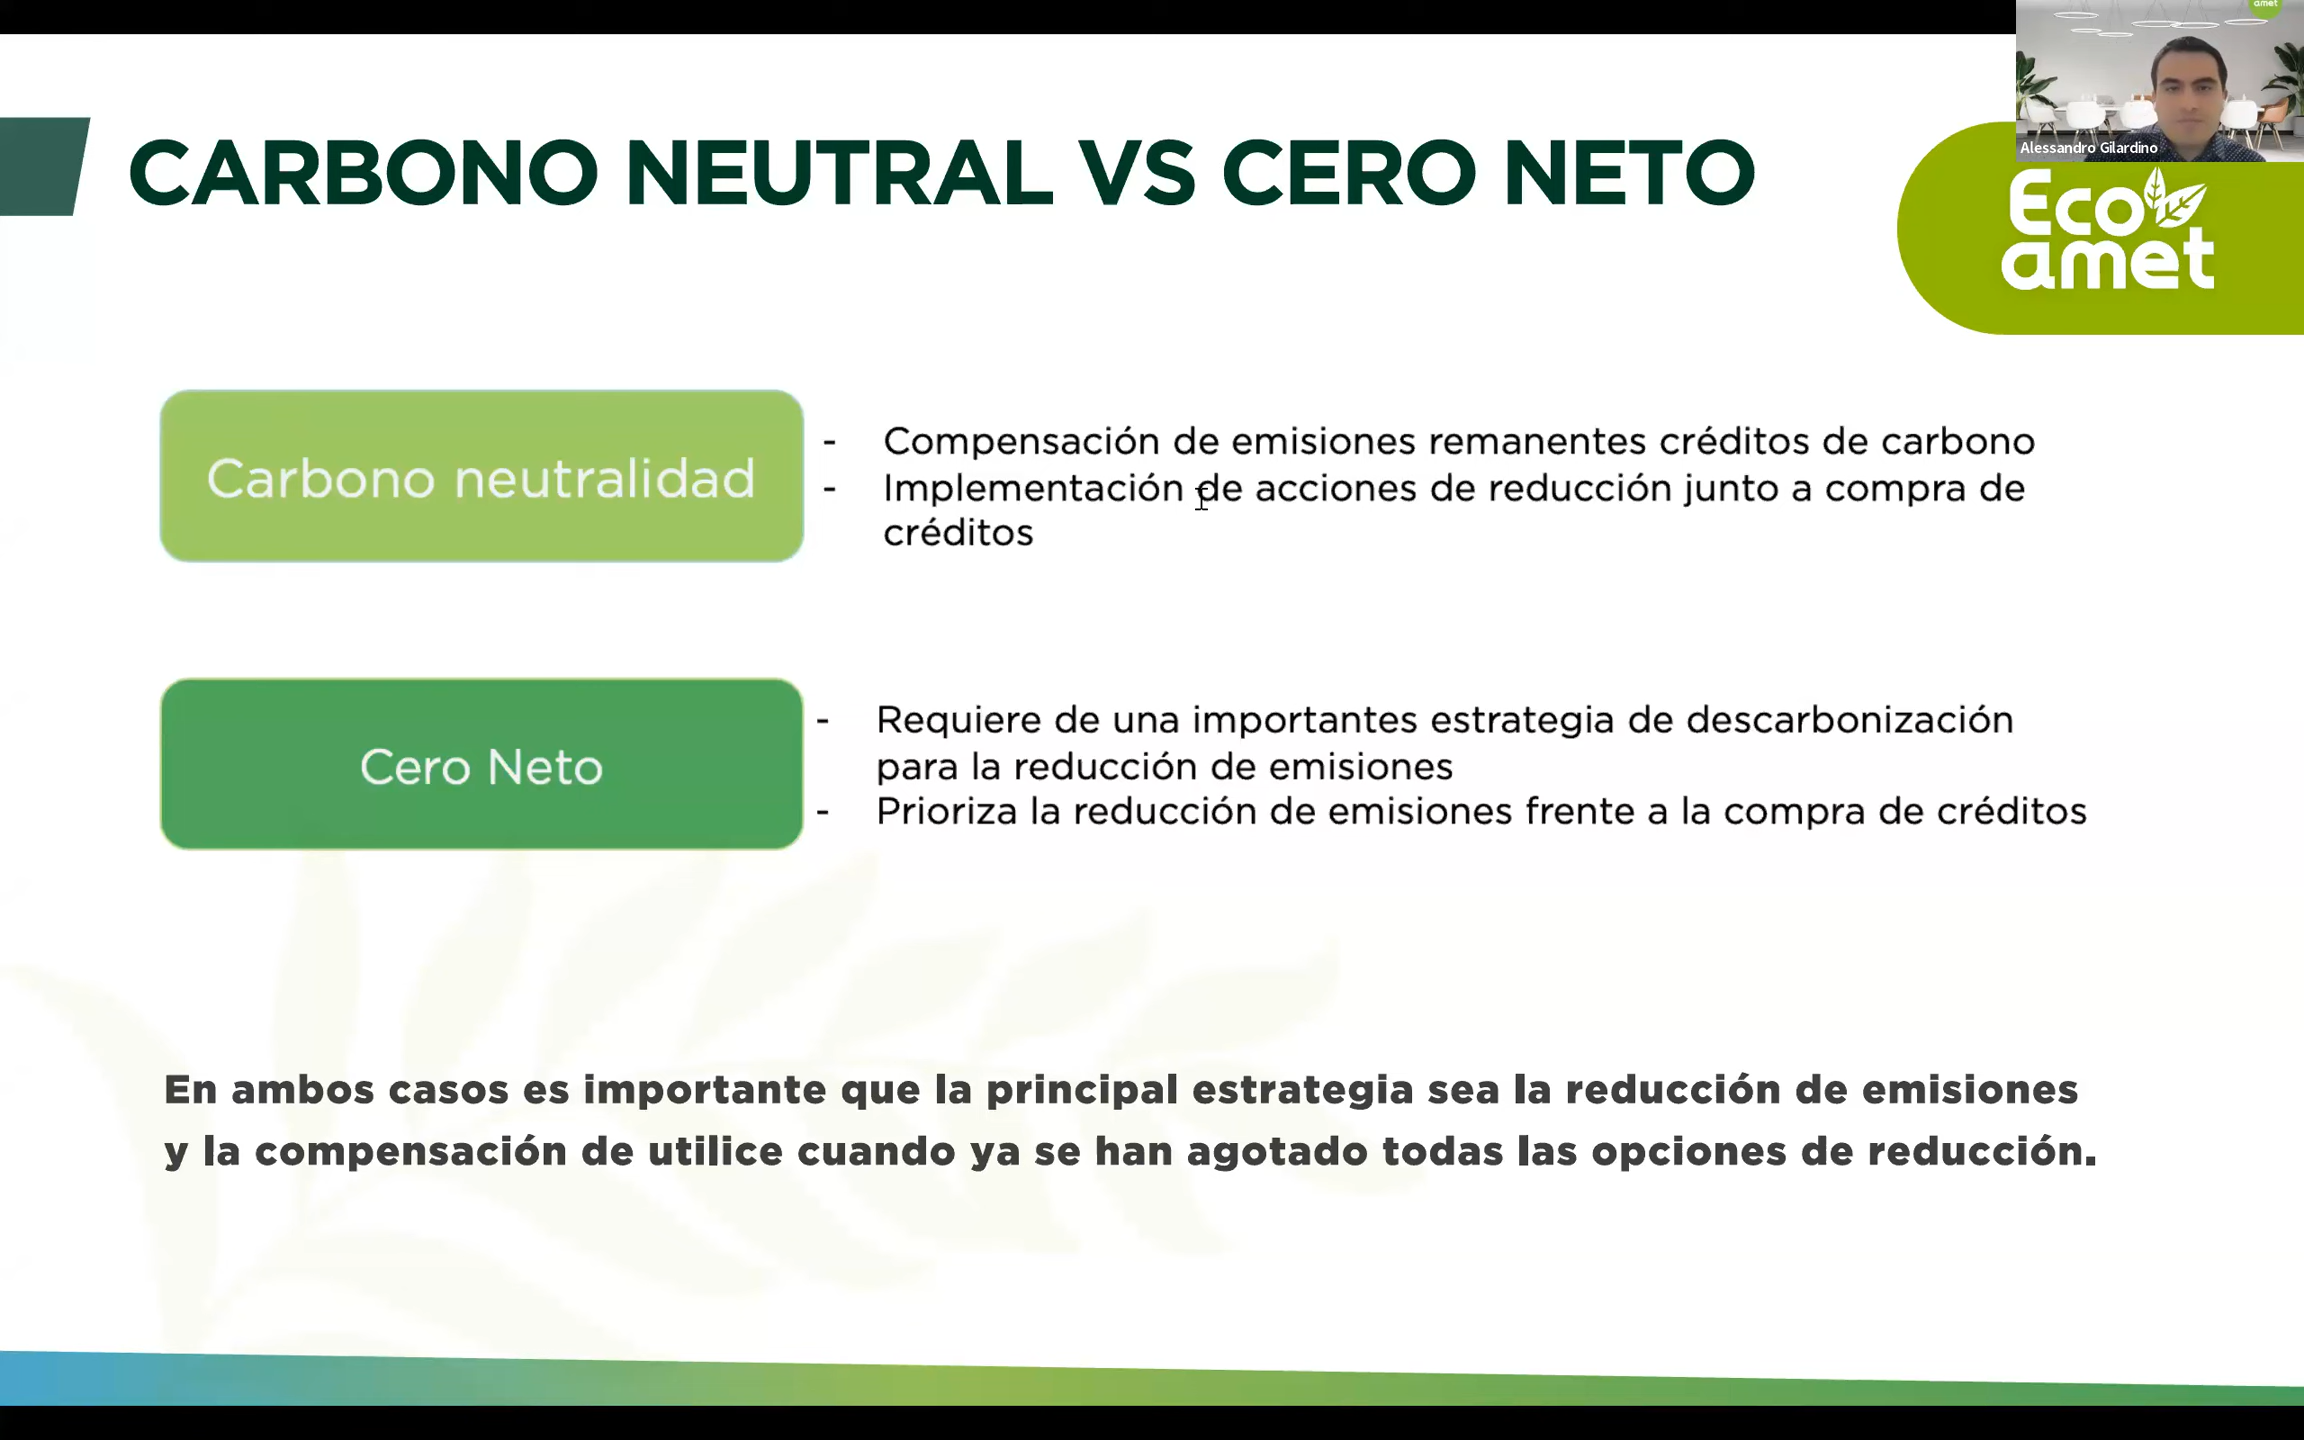 amet
Alessandro Gilardino
CARBONO NEUTRAL VS CERO NETO
Eco
amet
Carbono neutralidad
- Compensación de emisiones remanentes créditos de carbono
- Implementación de acciones de reducción junto a compra de
créditos
Cero Neto
- Requiere de una importantes estrategia de descarbonización
para la reducción de emisiones
- Prioriza la reducción de emisiones frente a la compra de créditos
En ambos casos es importante que la principal estrategia sea la reducción de emisiones
y la compensación de utilice cuando ya se han agotado todas las opciones de reducción.